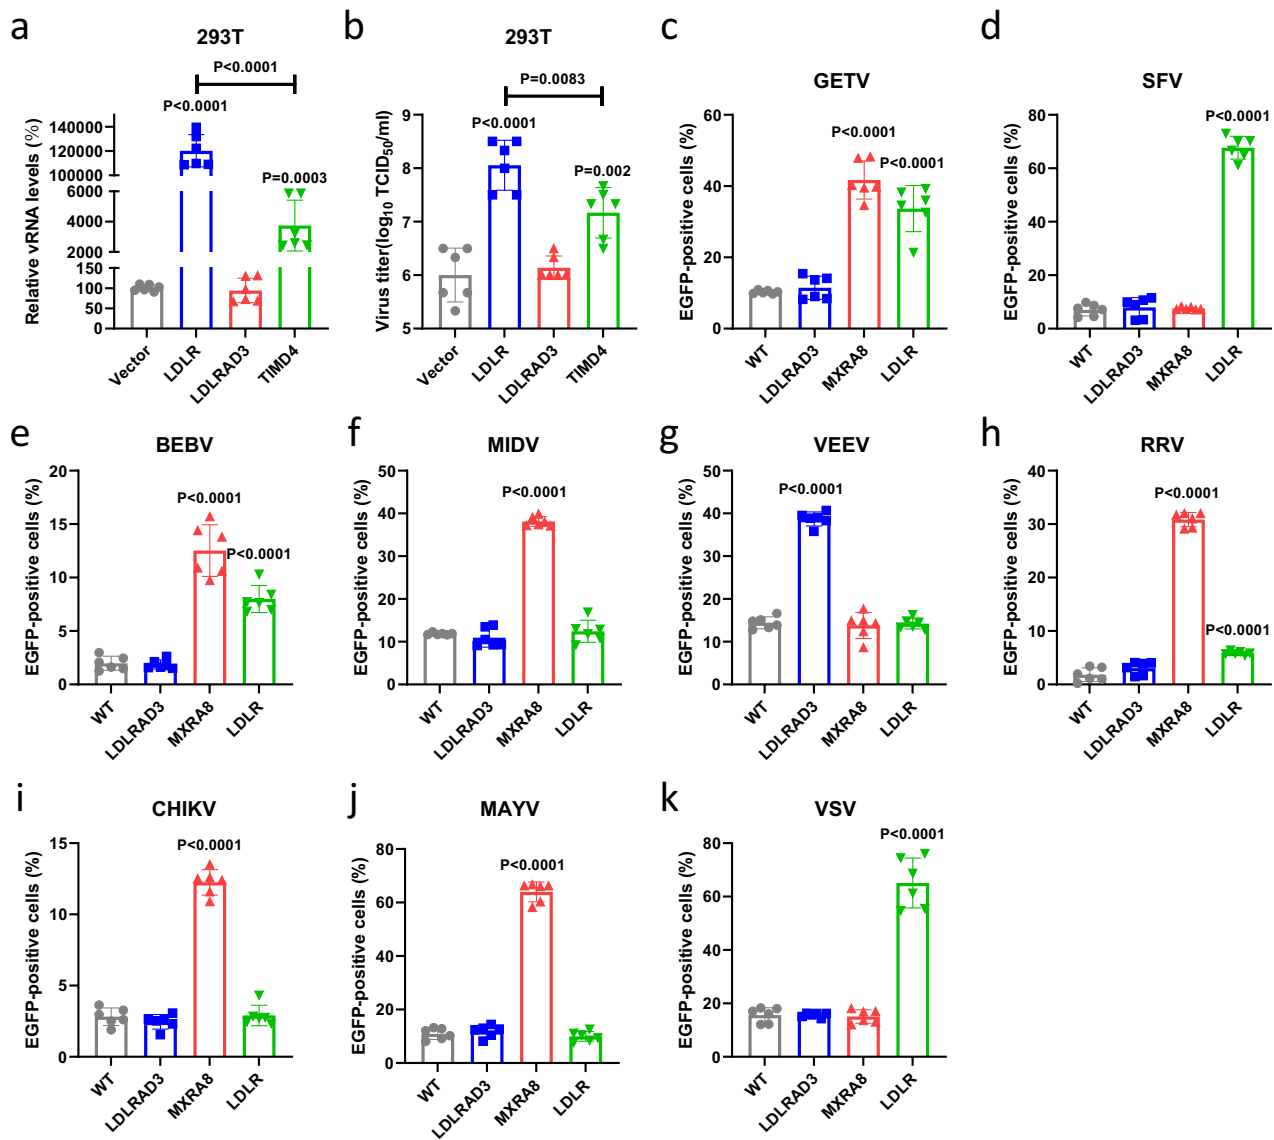 a
293T
P<0.0001
P<0.0001
P=0.0003
Relative vRNA levels (%)
140000
120000
100000
6000
4000
2000
150
100
50
0
Vector
LDLR
LDLRAD3
TIMD4
b
293T
P=0.0083
P<0.0001
P=0.002
Virus titer(log10 TCID50/ml)
9
8
7
6
5
Vector
LDLR
LDLRAD3
TIMD4
c
GETV
P<0.0001
P<0.0001
EGFP-positive cells (%)
60
40
20
0
WT
LDLRAD3
MXRA8
LDLR
d
SFV
P<0.0001
EGFP-positive cells (%)
80
60
40
20
0
WT
LDLRAD3
MXRA8
LDLR
e
BEBV
P<0.0001
P<0.0001
EGFP-positive cells (%)
20
15
10
5
0
WT
LDLRAD3
MXRA8
LDLR
f
MIDV
P<0.0001
EGFP-positive cells (%)
50
40
30
20
10
0
WT
LDLRAD3
MXRA8
LDLR
g
VEEV
P<0.0001
EGFP-positive cells (%)
50
40
30
20
10
0
WT
LDLRAD3
MXRA8
LDLR
h
RRV
P<0.0001
P<0.0001
EGFP-positive cells (%)
40
30
20
10
0
WT
LDLRAD3
MXRA8
LDLR
i
CHIKV
P<0.0001
EGFP-positive cells (%)
15
10
5
0
WT
LDLRAD3
MXRA8
LDLR
j
MAYV
P<0.0001
EGFP-positive cells (%)
80
60
40
20
0
WT
LDLRAD3
MXRA8
LDLR
k
VSV
P<0.0001
EGFP-positive cells (%)
80
60
40
20
0
WT
LDLRAD3
MXRA8
LDLR